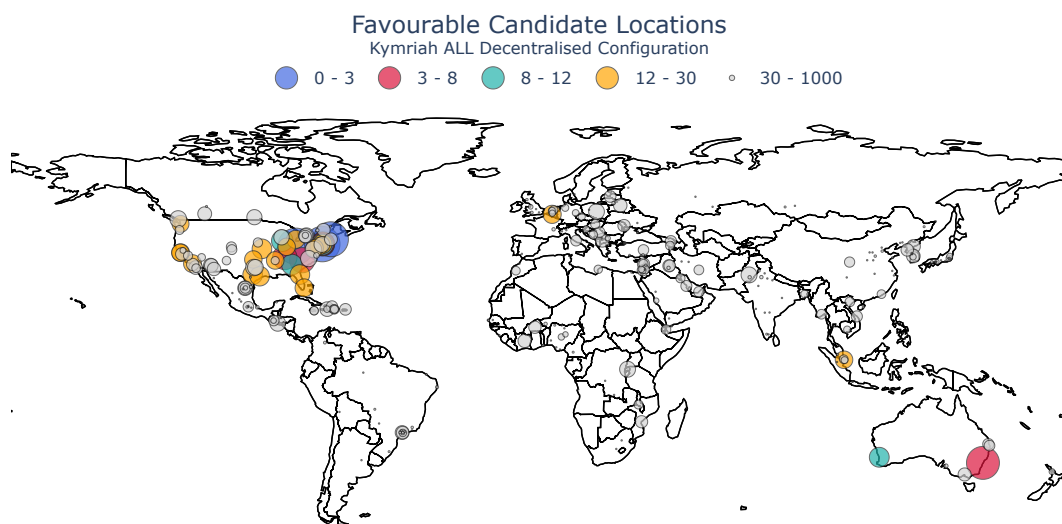 Favourable Candidate Locations
Kymriah ALL Decentralised Configuration
0 - 3 3 - 8 8 - 12 12 - 30 30 - 1000